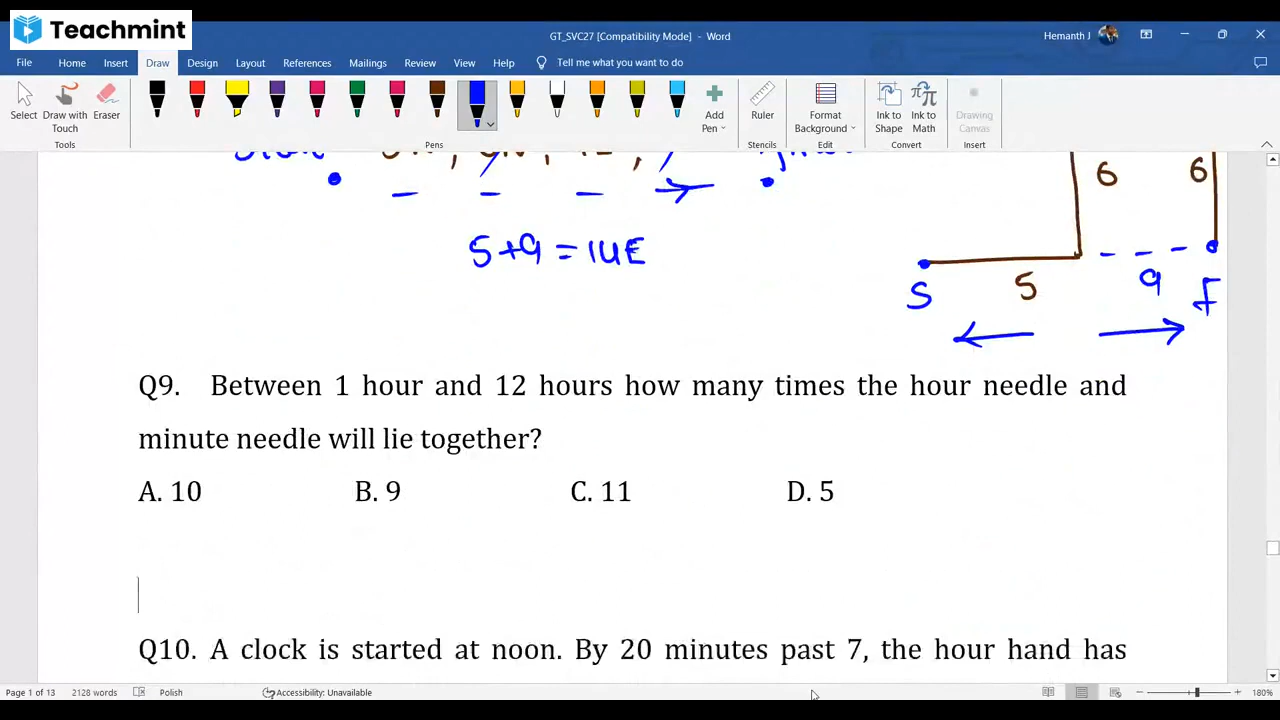 Teachmint
GT_SVC27 [Compatibility Mode] - Word
Hemanth J
File Home Insert Draw Design Layout References Mailings Review View Help Tell me what you want to do
Select Draw with Touch Eraser Add Pen Ruler Format Background Ink to Shape Ink to Math Drawing Canvas
Tools Pens Stencils Edit Convert Insert
6 6
5+9 = 14E
S 5 9 F
Q9. Between 1 hour and 12 hours how many times the hour needle and
minute needle will lie together?
A. 10 B. 9 C. 11 D. 5
Q10. A clock is started at noon. By 20 minutes past 7, the hour hand has
Page 1 of 13 2128 words Polish Accessibility: Unavailable 180%